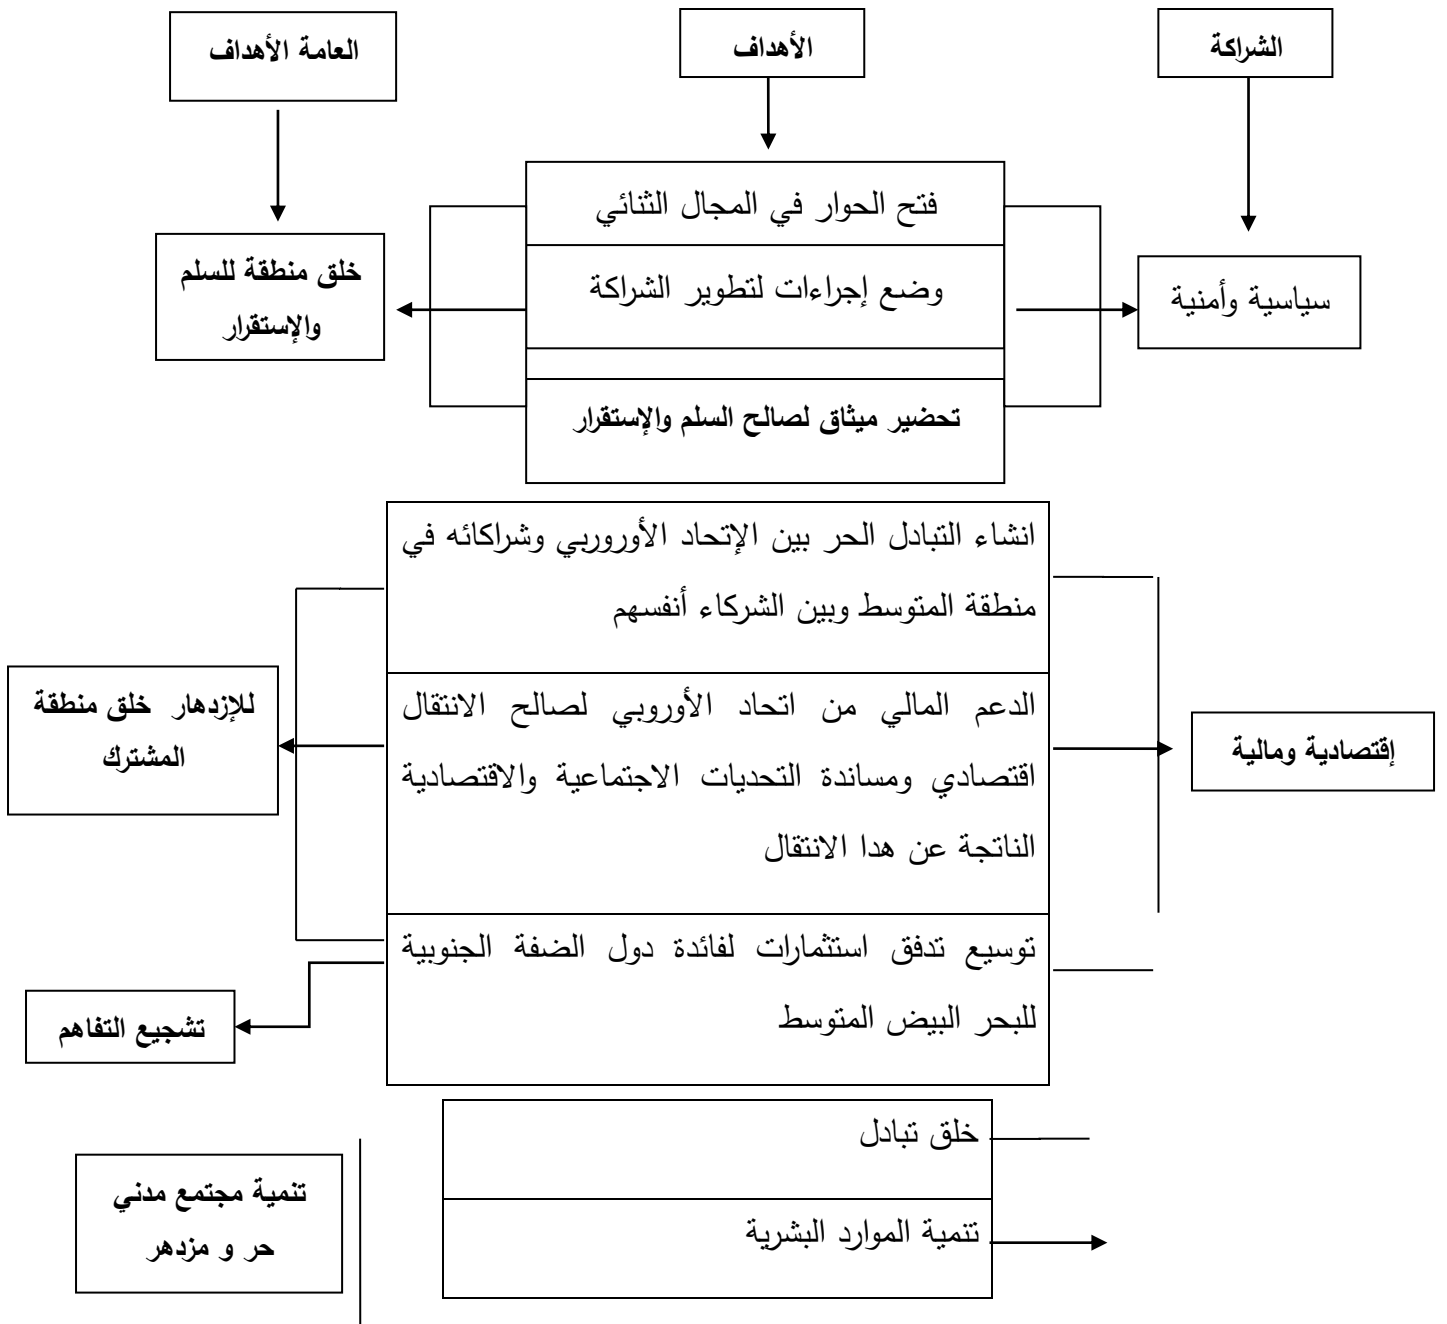 الشراكة
الأهداف
العامة الأهداف
فتح الحوار في المجال الثنائي
وضع إجراءات لتطوير الشراكة
تحضير ميثاق لصالح السلم والإستقرار
سياسية وأمنية
خلق منطقة للسلم
والإستقرار
انشاء التبادل الحر بين الإتحاد الأوروربي وشراكائه في
منطقة المتوسط وبين الشركاء أنفسهم
الدعم المالي من اتحاد الأوروبي لصالح الانتقال
اقتصادي ومساندة التحديات الاجتماعية والاقتصادية
الناتجة عن هدا الانتقال
توسيع تدفق استثمارات لفائدة دول الضفة الجنوبية
للبحر البيض المتوسط
إقتصادية ومالية
للإزدهار خلق منطقة
المشترك
تشجيع التفاهم
خلق تبادل
تنمية الموارد البشرية
تنمية مجتمع مدني
حر و مزدهر